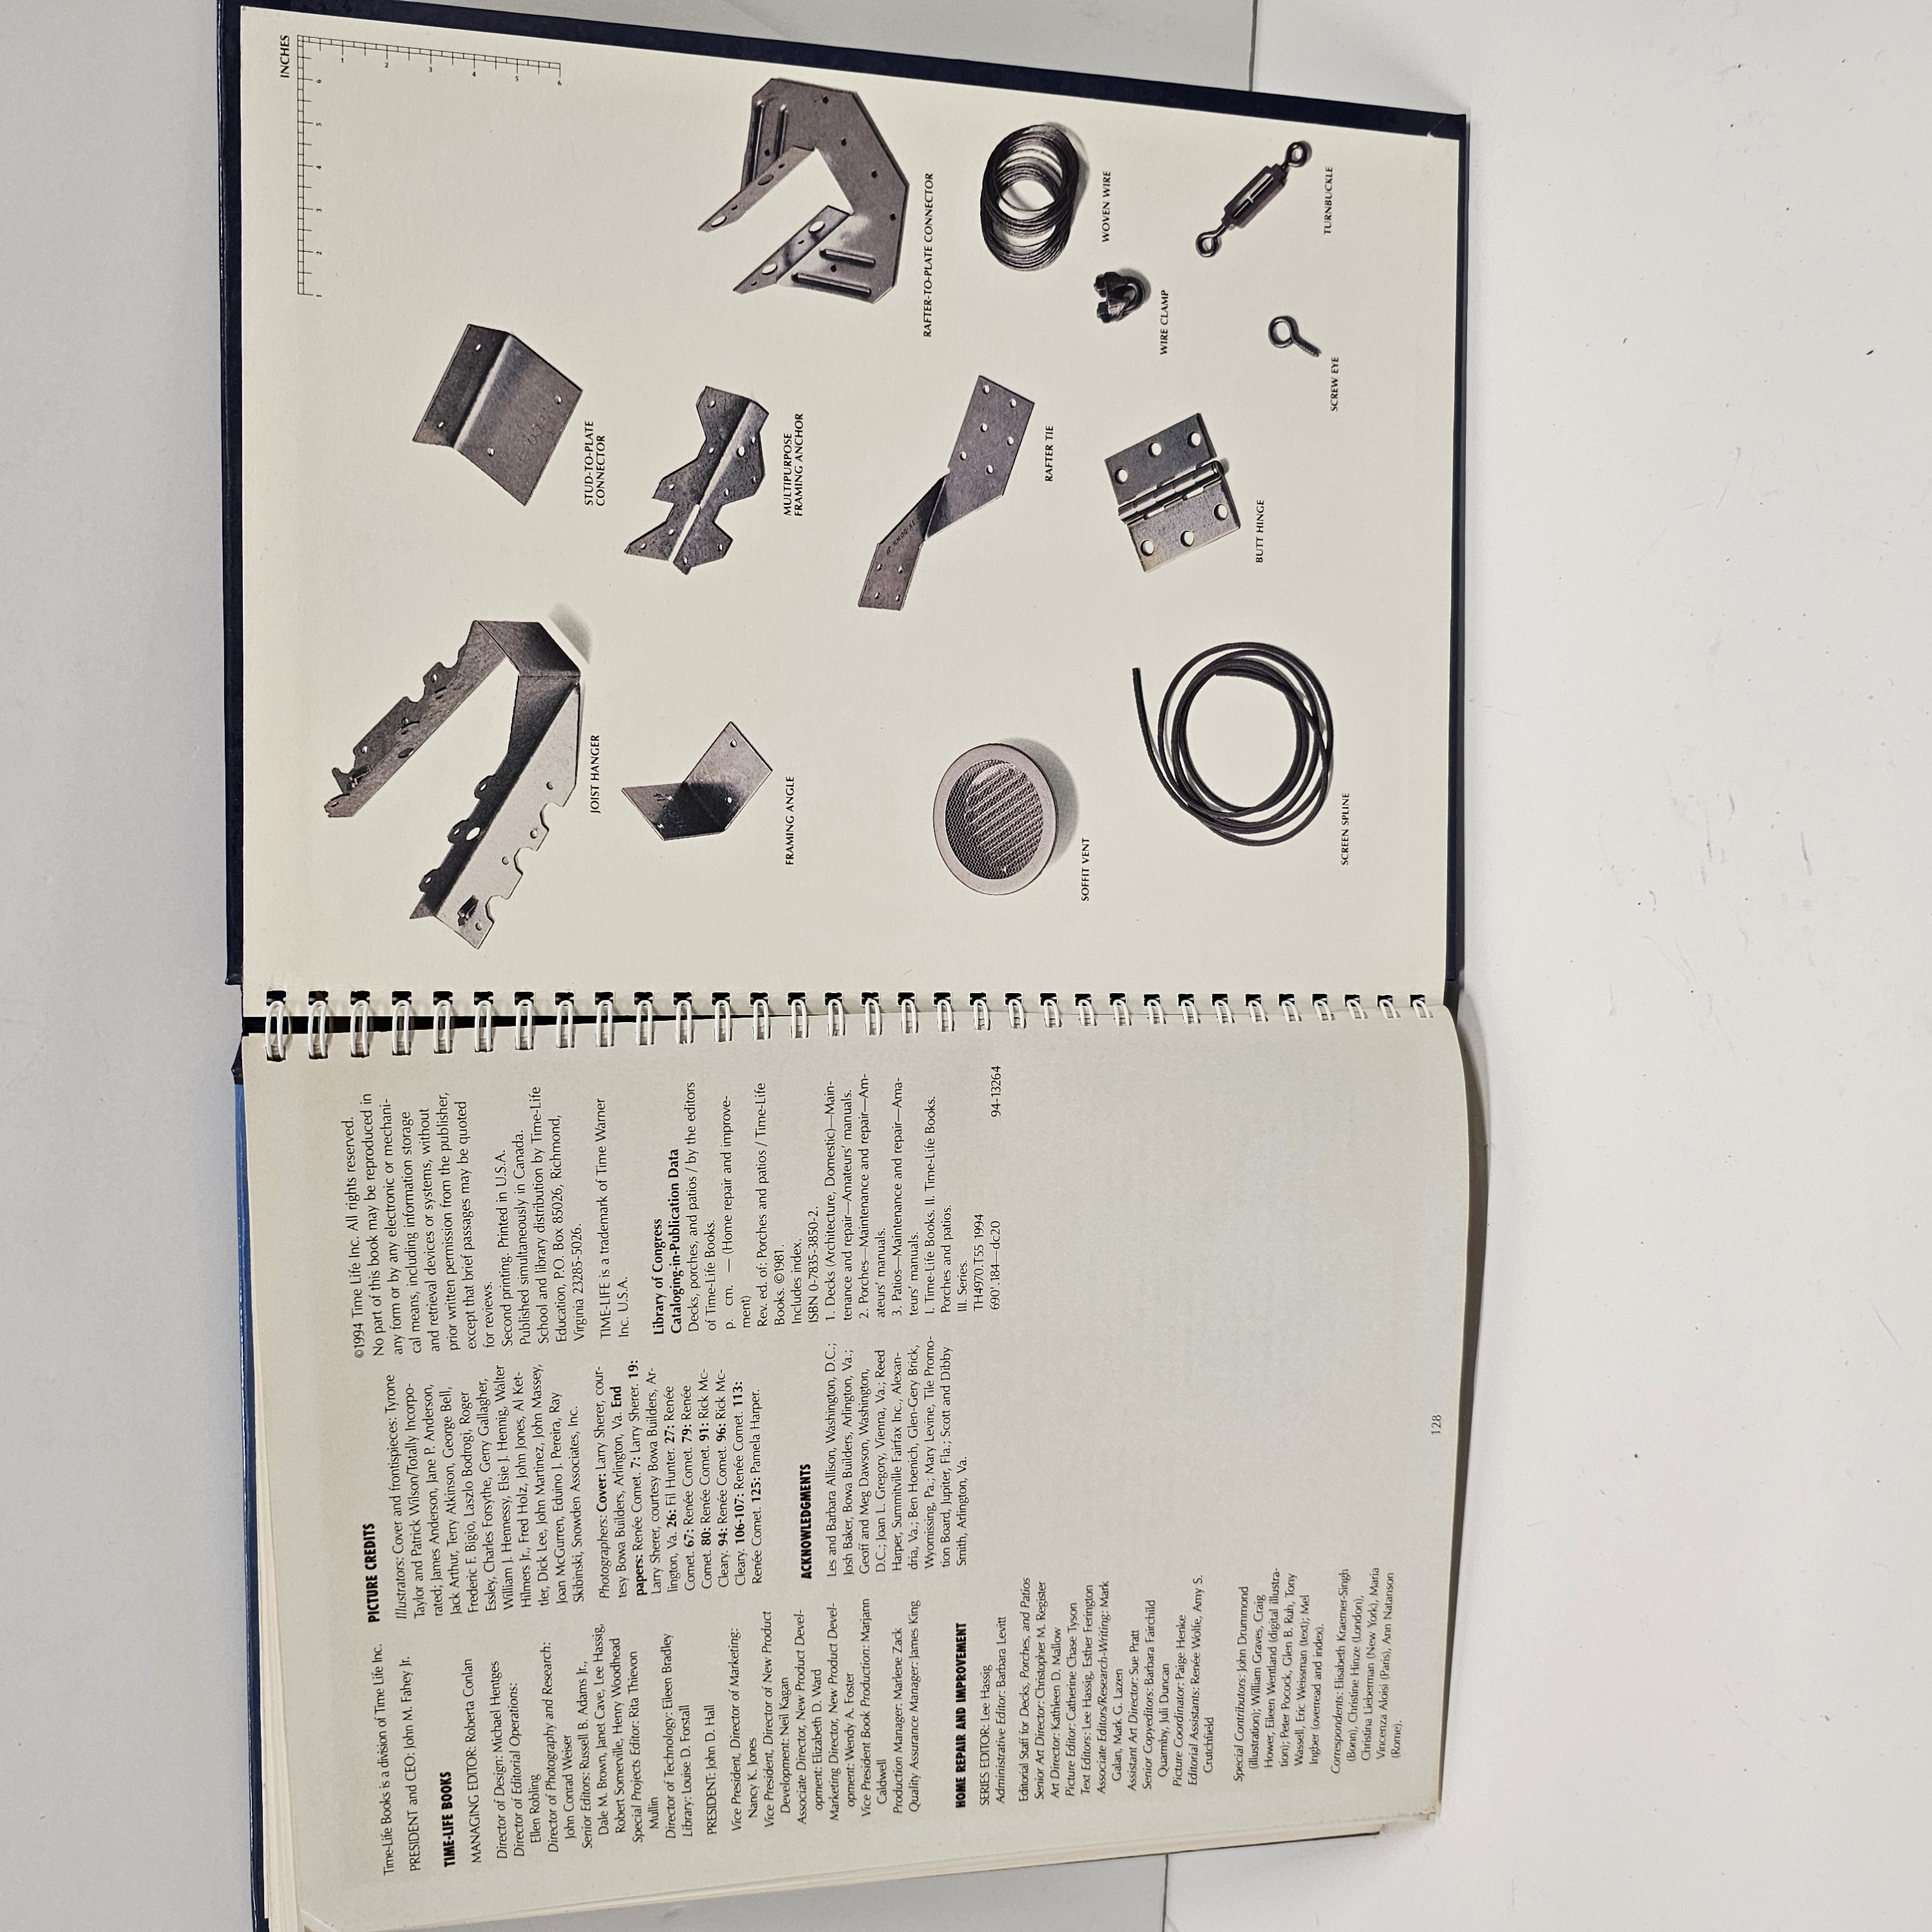 Time-Life Books is a division of Time Life Inc.
PRESIDENT and CEO: John M. Fahey Jr.
TIME-LIFE BOOKS
MANAGING EDITOR: Roberta Conlan
Director of Design: Michael Hentges
Director of Editorial Operations:
Ellen Robling
Director of Photography and Research:
John Conrad Weiser
Senior Editors: Russell B. Adams Jr.,
Dale M. Brown, Janet Cave, Lee Hassig,
Robert Somerville, Henry Woodhead
Special Projects Editor: Rita Thievon
Mullin
Director of Technology: Eileen Bradley
Library: Louise D. Forstall
PRESIDENT: John D. Hall
Vice President, Director of Marketing:
Nancy K. Jones
Vice President, Director of New Product
Development: Neil Kagan
Associate Director, New Product Devel-
opment: Elizabeth D. Ward
Marketing Director, New Product Devel-
opment: Wendy A. Foster
Vice President Book Production: Marjann
Caldwell
Production Manager: Marlene Zack
Quality Assurance Manager: James King
HOME REPAIR AND IMPROVEMENT
SERIES EDITOR: Lee Hassig
Administrative Editor: Barbara Levitt
Editorial Staff for Decks, Porches, and Patios
Senior Art Director: Christopher M. Register
Art Director: Kathleen D. Mallow
Picture Editor: Catherine Chase Tyson
Text Editors: Lee Hassig, Esther Ferington
Associate Editors/Research-Writing: Mark
Galan, Mark G. Lazen
Assistant Art Director: Sue Pratt
Senior Copyeditors: Barbara Fairchild
Quarmby, Juli Duncan
Picture Coordinator: Paige Henke
Editorial Assistants: Renée Wolfe, Amy S.
Crutchfield
Special Contributors: John Drummond
(illustration); William Graves, Craig
Hower, Eileen Wentland (digital illustra-
tion); Peter Pocock, Glen B. Ruh, Tony
Wassell, Eric Weissman (text); Mel
Ingber (overread and index).
Correspondents: Elisabeth Kraemer-Singh
(Bonn), Christine Hinze (London),
Christina Lieberman (New York), Maria
Vincenza Aloisi (Paris), Ann Natanson
(Rome).
PICTURE CREDITS
Illustrators: Cover and frontispieces: Tyrone
Taylor and Patrick Wilson/Totally Incorpo-
rated; James Anderson, Jane P. Anderson,
Jack Arthur, Terry Atkinson, George Bell,
Frederic F. Bigio, Laszlo Bodrogi, Roger
Essley, Charles Forsythe, Gerry Gallagher,
William J. Hennessy, Elsie J. Hennig, Walter
Hilmers Jr., Fred Holz, John Jones, Al Ket-
tler, Dick Lee, John Martinez, John Massey,
Joan McGurren, Eduino J. Pereira, Ray
Skibinski, Snowden Associates, Inc.
Photographers: Cover: Larry Sherer, cour-
tesy Bowa Builders, Arlington, Va. End
papers: Renée Comet. 7: Larry Sherer. 19:
Larry Sherer, courtesy Bowa Builders, Ar-
lington, Va. 26: Fil Hunter. 27: Renée
Comet. 67: Renée Comet. 79: Renée
Comet. 80: Renée Comet. 91: Rick Mc-
Cleary. 94: Renée Comet. 96: Rick Mc-
Cleary. 106-107: Renée Comet. 113:
Renée Comet. 125: Pamela Harper.
ACKNOWLEDGMENTS
Les and Barbara Allison, Washington, D.C.;
Josh Baker, Bowa Builders, Arlington, Va.;
Geoff and Meg Dawson, Washington,
D.C.; Joan L. Gregory, Vienna, Va.; Reed
Harper, Summitville Fairfax Inc., Alexan-
dria, Va.; Ben Hoenich, Glen-Gery Brick,
Wyomissing, Pa.; Mary Levine, Tile Promo-
tion Board, Jupiter, Fla.; Scott and Dibby
Smith, Arlington, Va.
©1994 Time Life Inc. All rights reserved.
No part of this book may be reproduced in
any form or by any electronic or mechani-
cal means, including information storage
and retrieval devices or systems, without
prior written permission from the publisher,
except that brief passages may be quoted
for reviews.
Second printing. Printed in U.S.A.
Published simultaneously in Canada.
School and library distribution by Time-Life
Education, P.O. Box 85026, Richmond,
Virginia 23285-5026.
TIME-LIFE is a trademark of Time Warner
Inc. U.S.A.
Library of Congress
Cataloging-in-Publication Data
Decks, porches, and patios / by the editors
of Time-Life Books.
p. cm. — (Home repair and improve-
ment)
Rev. ed. of: Porches and patios / Time-Life
Books. ©1981.
Includes index.
ISBN 0-7835-3850-2.
1. Decks (Architecture, Domestic)—Main-
tenance and repair—Amateurs' manuals.
2. Porches—Maintenance and repair—Am-
ateurs' manuals.
3. Patios—Maintenance and repair—Ama-
teurs' manuals.
I. Time-Life Books. II. Time-Life Books.
Porches and patios.
III. Series.
TH4970.T55 1994
690'.184—dc20 94-13264
128
INCHES
1 2 3 4 5 6
1
2
3
4
5
6
JOIST HANGER
STUD-TO-PLATE
CONNECTOR
FRAMING ANGLE
MULTIPURPOSE
FRAMING ANCHOR
RAFTER-TO-PLATE CONNECTOR
RAFTER TIE
SOFFIT VENT
WOVEN WIRE
WIRE CLAMP
BUTT HINGE
SCREEN SPLINE
SCREW EYE
TURNBUCKLE